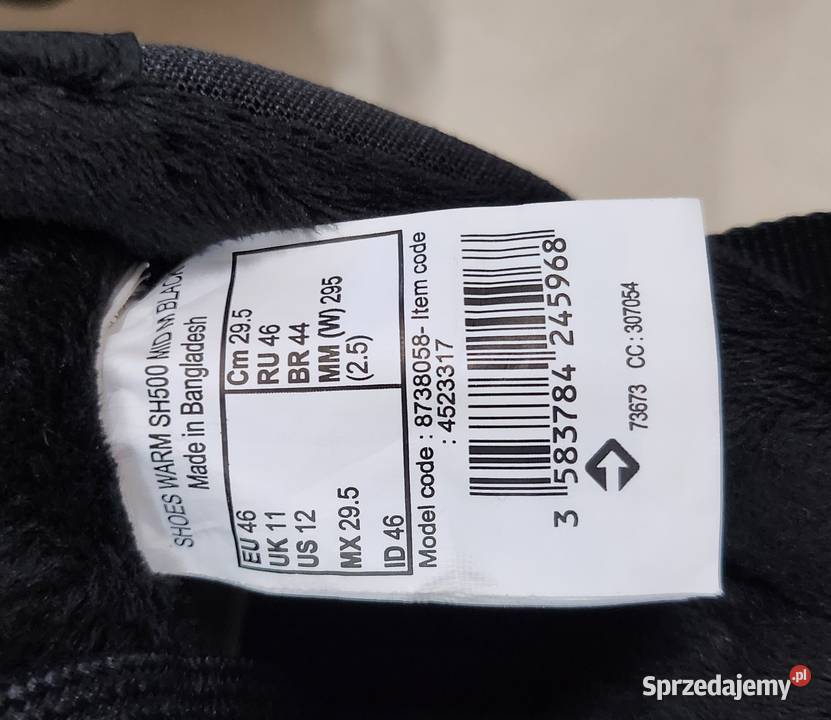 SHOES WARM SH500 MID M BLACK
Made in Bangladesh
EU 46
UK 11
US 12
MX 29.5
ID 46
Cm 29.5
RU 46
BR 44
MM (W) 295
(2.5)
Model code : 8738058- Item code
: 4523317
3 583784 245968
73673 CC: 307054
Sprzedajemy.pl